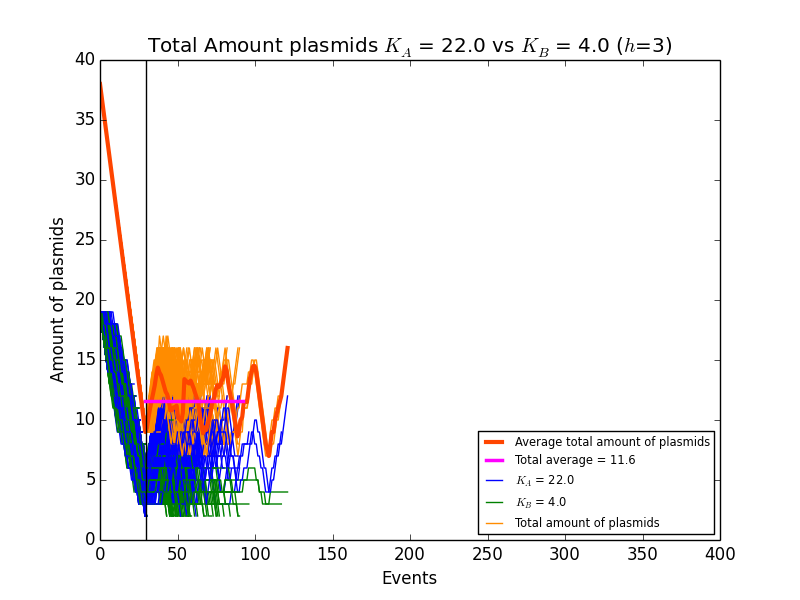 Total Amount plasmids K_A = 22.0 vs K_B = 4.0 (h=3)
40
35
30
25
20
15
10
5
0
Amount of plasmids
0 50 100 150 200 250 300 350 400
Events
Average total amount of plasmids
Total average = 11.6
K_A = 22.0
K_B = 4.0
Total amount of plasmids